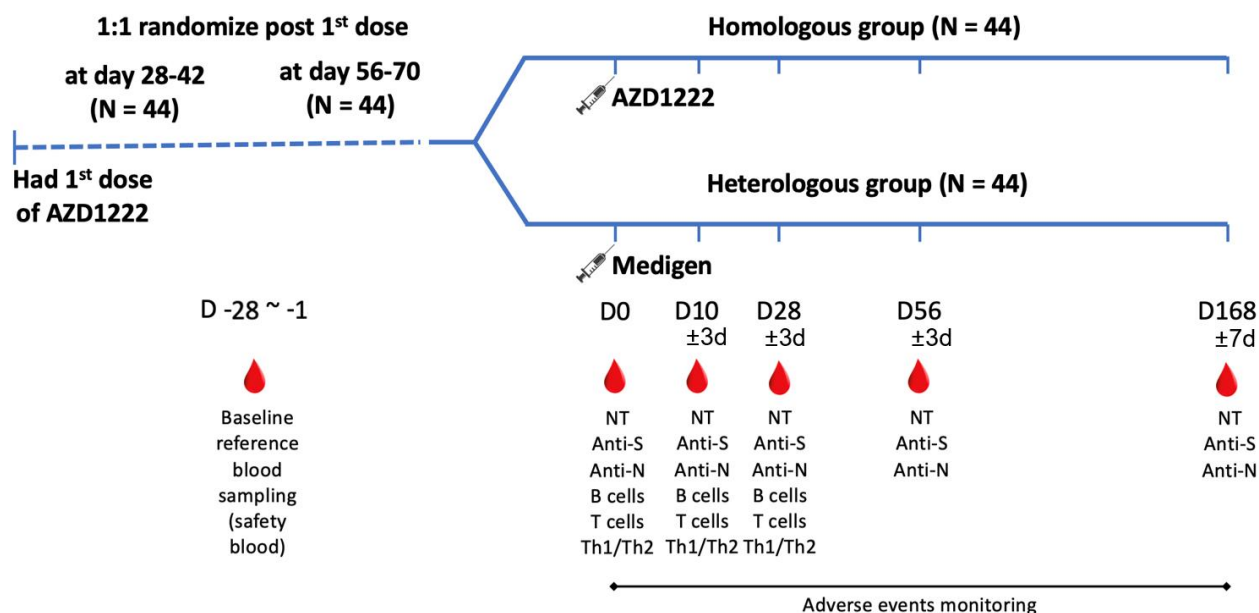 1:1 randomize post 1st dose
at day 28-42
(N = 44)
at day 56-70
(N = 44)
Had 1st dose
of AZD1222
Homologous group (N = 44)
AZD1222
Heterologous group (N = 44)
Medigen
D -28 ~ -1
Baseline
reference
blood
sampling
(safety
blood)
D0
NT
Anti-S
Anti-N
B cells
T cells
Th1/Th2
D10
±3d
NT
Anti-S
Anti-N
B cells
T cells
Th1/Th2
D28
±3d
NT
Anti-S
Anti-N
B cells
T cells
Th1/Th2
D56
±3d
NT
Anti-S
Anti-N
D168
±7d
NT
Anti-S
Anti-N
Adverse events monitoring